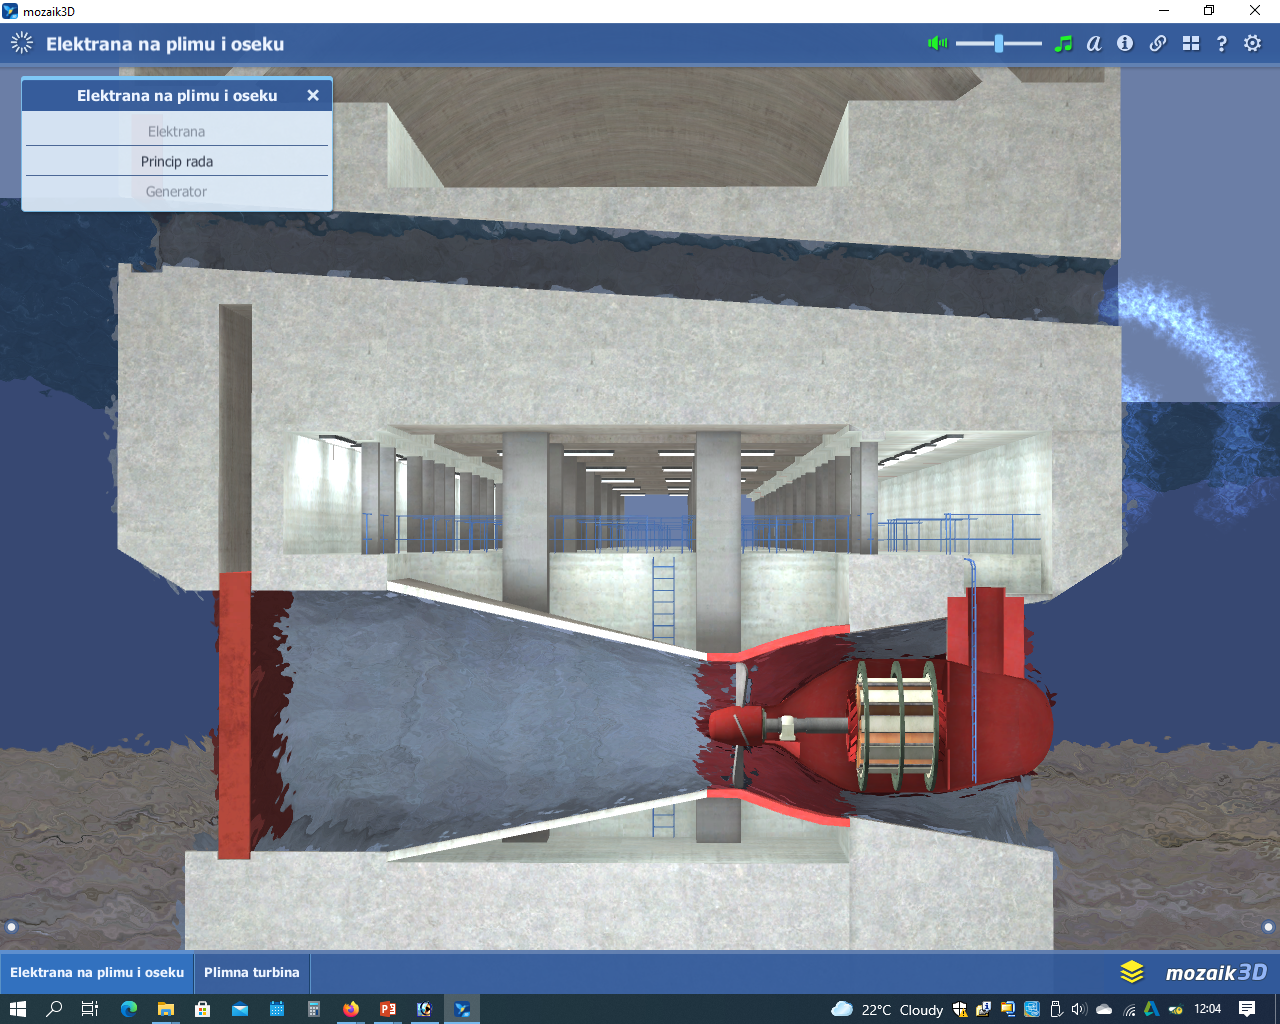 mozaik3D
Elektrana na plimu i oseku
Elektrana na plimu i oseku
Elektrana
Princip rada
Generator
Elektrana na plimu i oseku
Plimna turbina
mozaik3D
22°C Cloudy
12:04